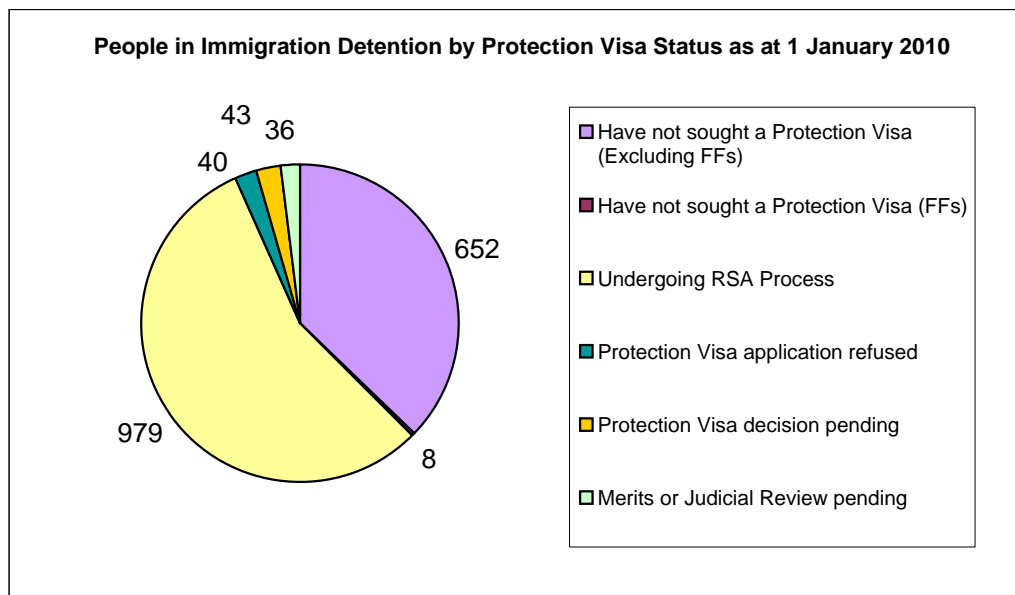 People in Immigration Detention by Protection Visa Status as at 1 January 2010
43
36
40
652
979
8
Have not sought a Protection Visa
(Excluding FFs)
Have not sought a Protection Visa (FFs)
Undergoing RSA Process
Protection Visa application refused
Protection Visa decision pending
Merits or Judicial Review pending